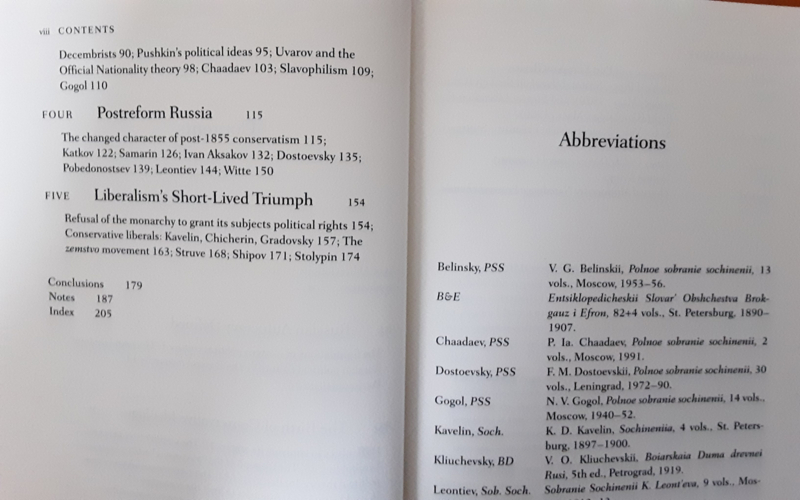 viii CONTENTS
Decembrists 90; Pushkin's political ideas 95; Uvarov and the
Official Nationality theory 98; Chaadaev 103; Slavophilism 109;
Gogol 110
FOUR Postreform Russia 115
The changed character of post-1855 conservatism 115;
Katkov 122; Samarin 126; Ivan Aksakov 132; Dostoevsky 135;
Pobedonostsev 139; Leontiev 144; Witte 150
FIVE Liberalism's Short-Lived Triumph 154
Refusal of the monarchy to grant its subjects political rights 154;
Conservative liberals: Kavelin, Chicherin, Gradovsky 157; The
zemstvo movement 163; Struve 168; Shipov 171; Stolypin 174
Conclusions 179
Notes 187
Index 205
Abbreviations
Belinsky, PSS V. G. Belinskii, Polnoe sobranie sochinenii, 13
vols., Moscow, 1953–56.
B&E Entsiklopedicheskii Slovar' Obshchestva Brok-
gauz i Efron, 82+4 vols., St. Petersburg, 1890–
1907.
Chaadaev, PSS P. Ia. Chaadaev, Polnoe sobranie sochinenii, 2
vols., Moscow, 1991.
Dostoevsky, PSS F. M. Dostoevskii, Polnoe sobranie sochinenii, 30
vols., Leningrad, 1972–90.
Gogol, PSS N. V. Gogol, Polnoe sobranie sochinenii, 14 vols.,
Moscow, 1940–52.
Kavelin, Soch. K. D. Kavelin, Sochineniia, 4 vols., St. Peters-
burg, 1897–1900.
Kliuchevsky, BD V. O. Kliuchevskii, Boiarskaia Duma drevnei
Rusi, 5th ed., Petrograd, 1919.
Leontiev, Sob. Soch. Sobranie Sochinenii K. Leont'eva, 9 vols., Mos-